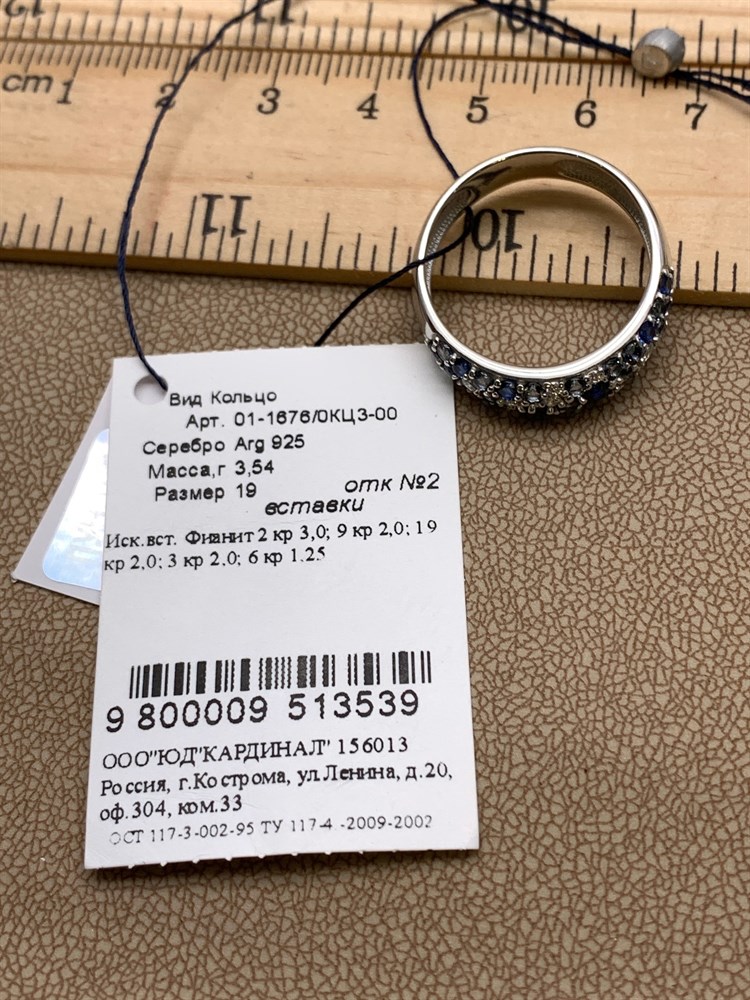 12
10
cm 1 2 3 4 5 6 7
11 10
Вид Кольцо
Арт. 01-1676/0КЦЗ-00
Серебро Arg 925
Масса,г 3,54
Размер 19 отк №2
вставки
Иск.вст. Фианит 2 кр 3,0; 9 кр 2,0; 19
кр 2,0; 3 кр 2.0; 6 кр 1.25
9 800009 513539
ООО"ЮД"КАРДИНАЛ" 156013
Россия, г.Кострома, ул.Ленина, д.20,
оф.304, ком.33
ОСТ 117-3-002-95 ТУ 117-4 -2009-2002